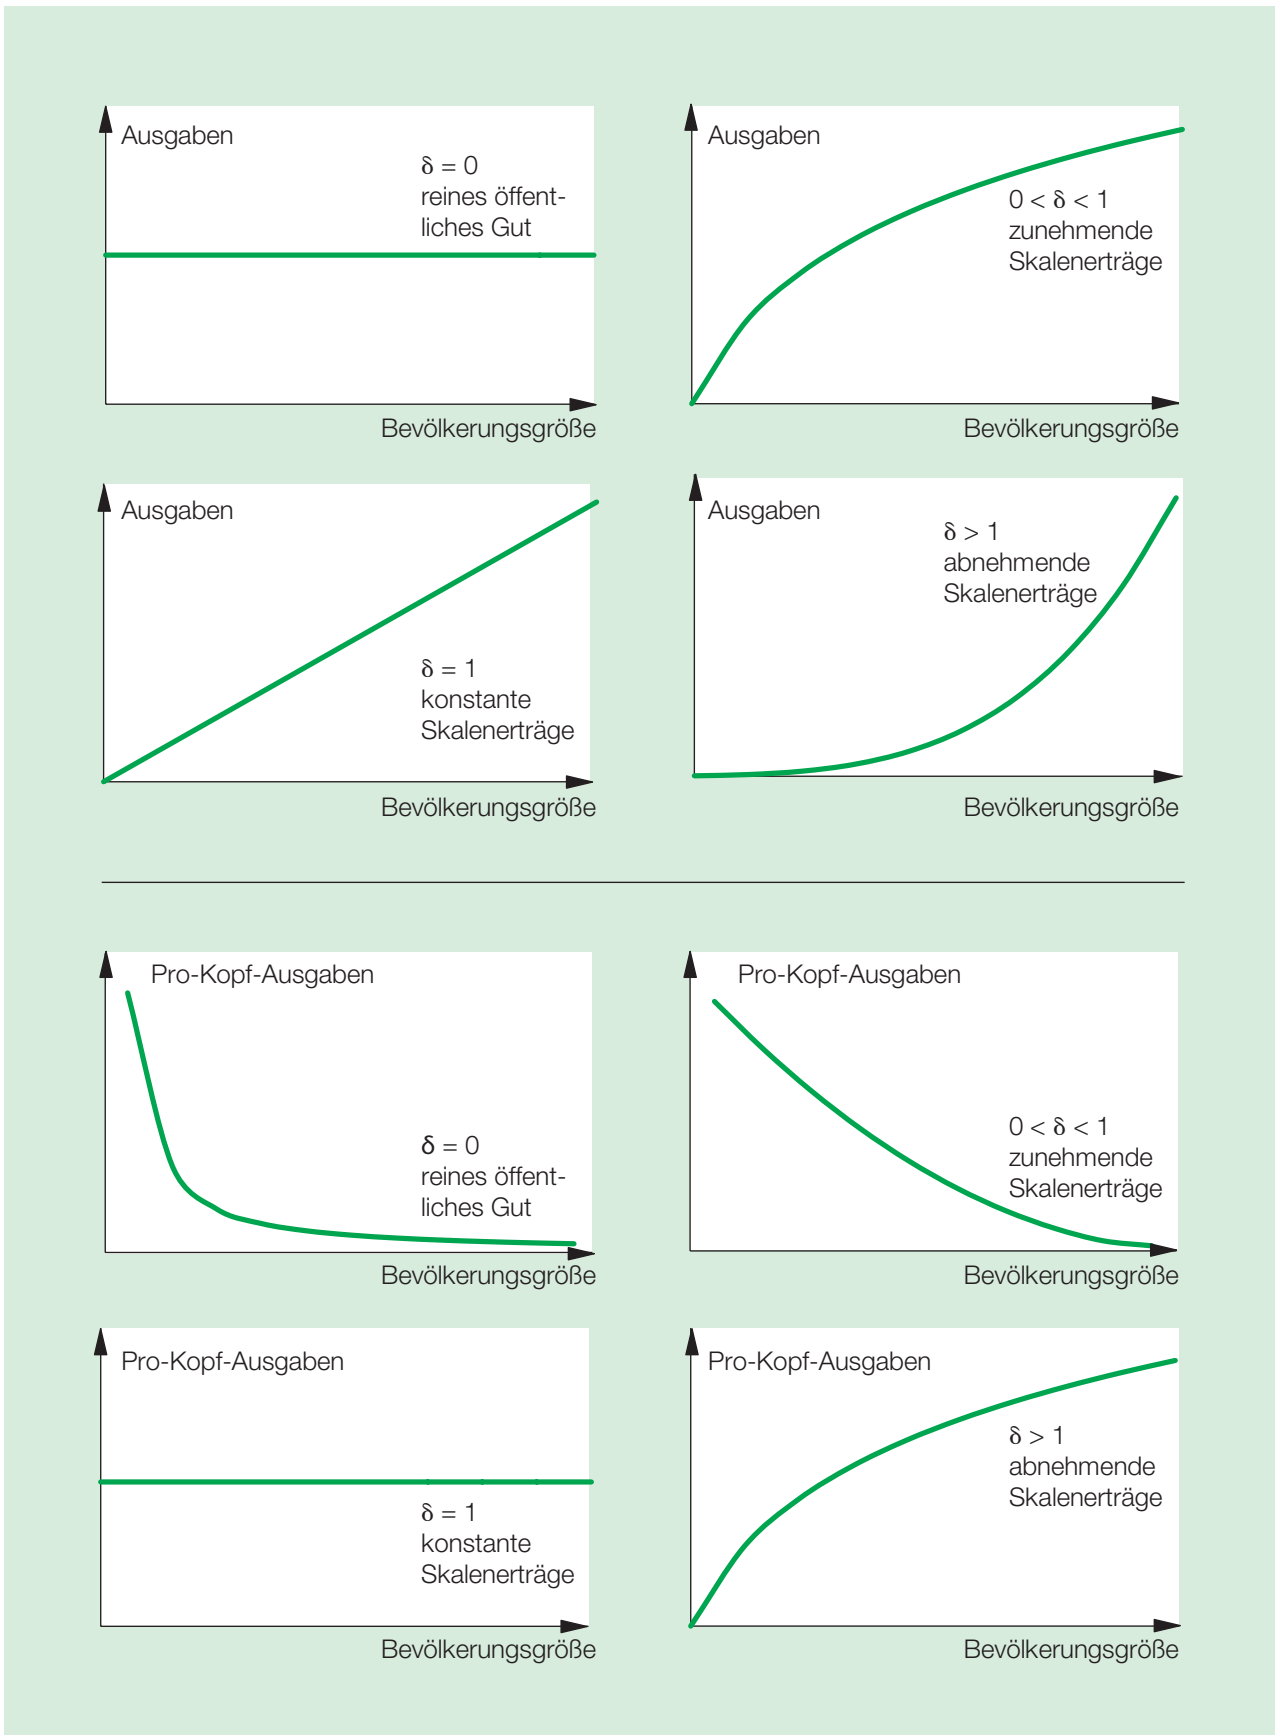 Ausgaben
δ = 0
reines öffent-
liches Gut
Bevölkerungsgröße
Ausgaben
0 < δ < 1
zunehmende
Skalenerträge
Bevölkerungsgröße
Ausgaben
δ = 1
konstante
Skalenerträge
Bevölkerungsgröße
Ausgaben
δ > 1
abnehmende
Skalenerträge
Bevölkerungsgröße
Pro-Kopf-Ausgaben
δ = 0
reines öffent-
liches Gut
Bevölkerungsgröße
Pro-Kopf-Ausgaben
0 < δ < 1
zunehmende
Skalenerträge
Bevölkerungsgröße
Pro-Kopf-Ausgaben
δ = 1
konstante
Skalenerträge
Bevölkerungsgröße
Pro-Kopf-Ausgaben
δ > 1
abnehmende
Skalenerträge
Bevölkerungsgröße